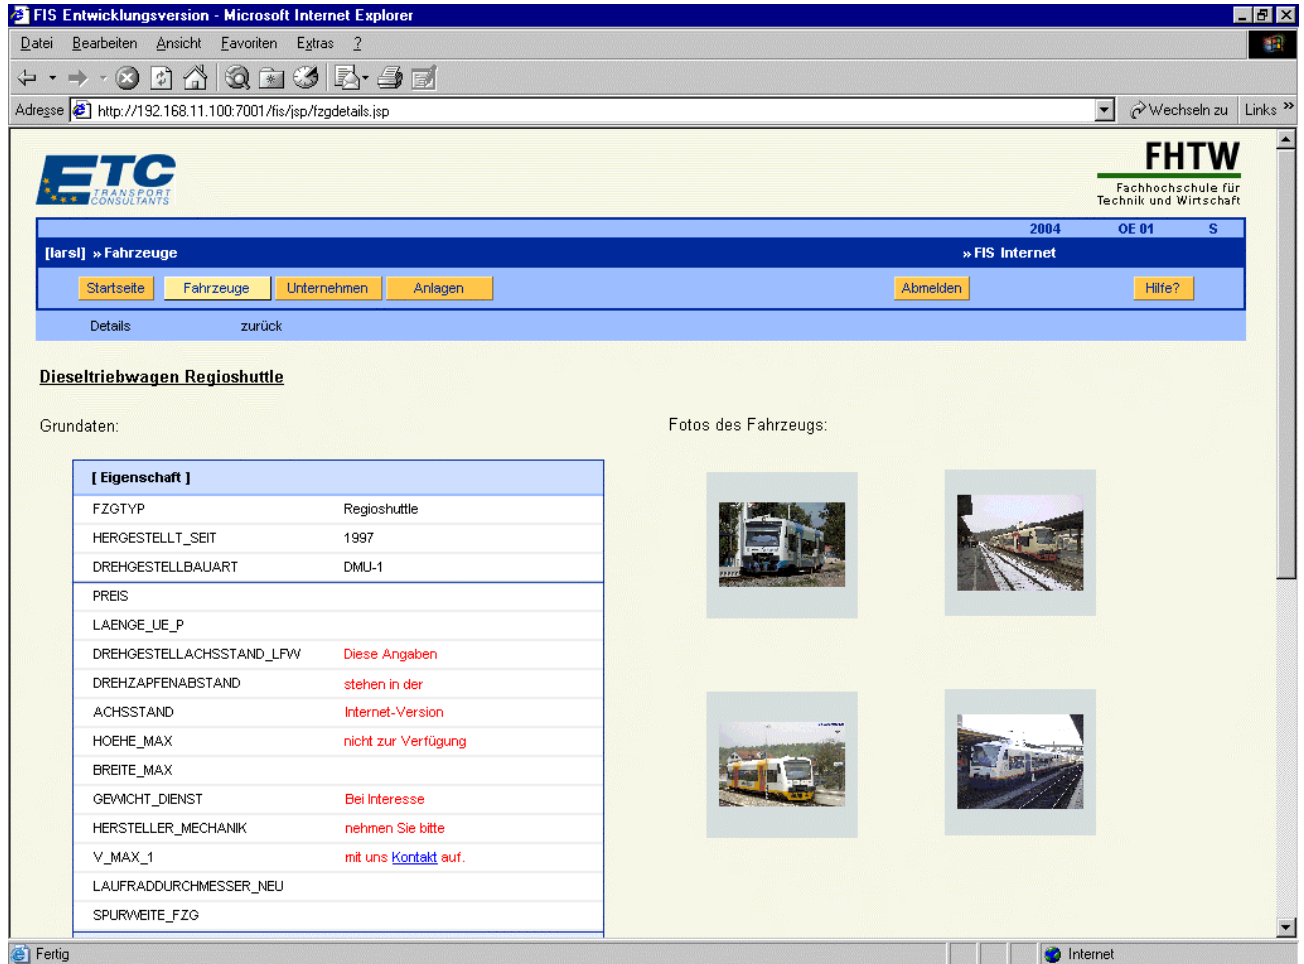 FIS Entwicklungsversion - Microsoft Internet Explorer
Datei Bearbeiten Ansicht Favoriten Extras ?
Adresse http://192.168.11.100:7001/fis/jsp/fzgdetails.jsp Wechseln zu Links »
ETC
TRANSPORT
CONSULTANTS
FHTW
Fachhochschule für
Technik und Wirtschaft
2004 OE 01 S
[larsl] » Fahrzeuge » FIS Internet
Startseite Fahrzeuge Unternehmen Anlagen Abmelden Hilfe?
Details zurück
Dieseltriebwagen Regioshuttle
Grundaten: Fotos des Fahrzeugs:
[ Eigenschaft ]
FZGTYP Regioshuttle
HERGESTELLT_SEIT 1997
DREHGESTELLBAUART DMU-1
PREIS
LAENGE_UE_P
DREHGESTELLACHSSTAND_LFW Diese Angaben
DREHZAPFENABSTAND stehen in der
ACHSSTAND Internet-Version
HOEHE_MAX nicht zur Verfügung
BREITE_MAX
GEWICHT_DIENST Bei Interesse
HERSTELLER_MECHANIK nehmen Sie bitte
V_MAX_1 mit uns Kontakt auf.
LAUFRADDURCHMESSER_NEU
SPURWEITE_FZG
Fertig Internet